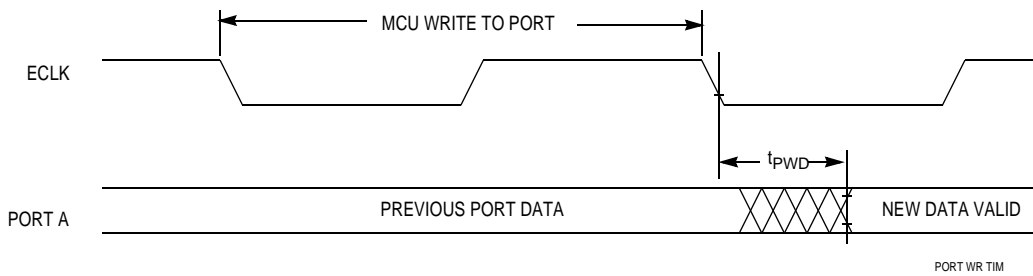 MCU WRITE TO PORT
ECLK
tPWD
PORT A
PREVIOUS PORT DATA
NEW DATA VALID
PORT WR TIM